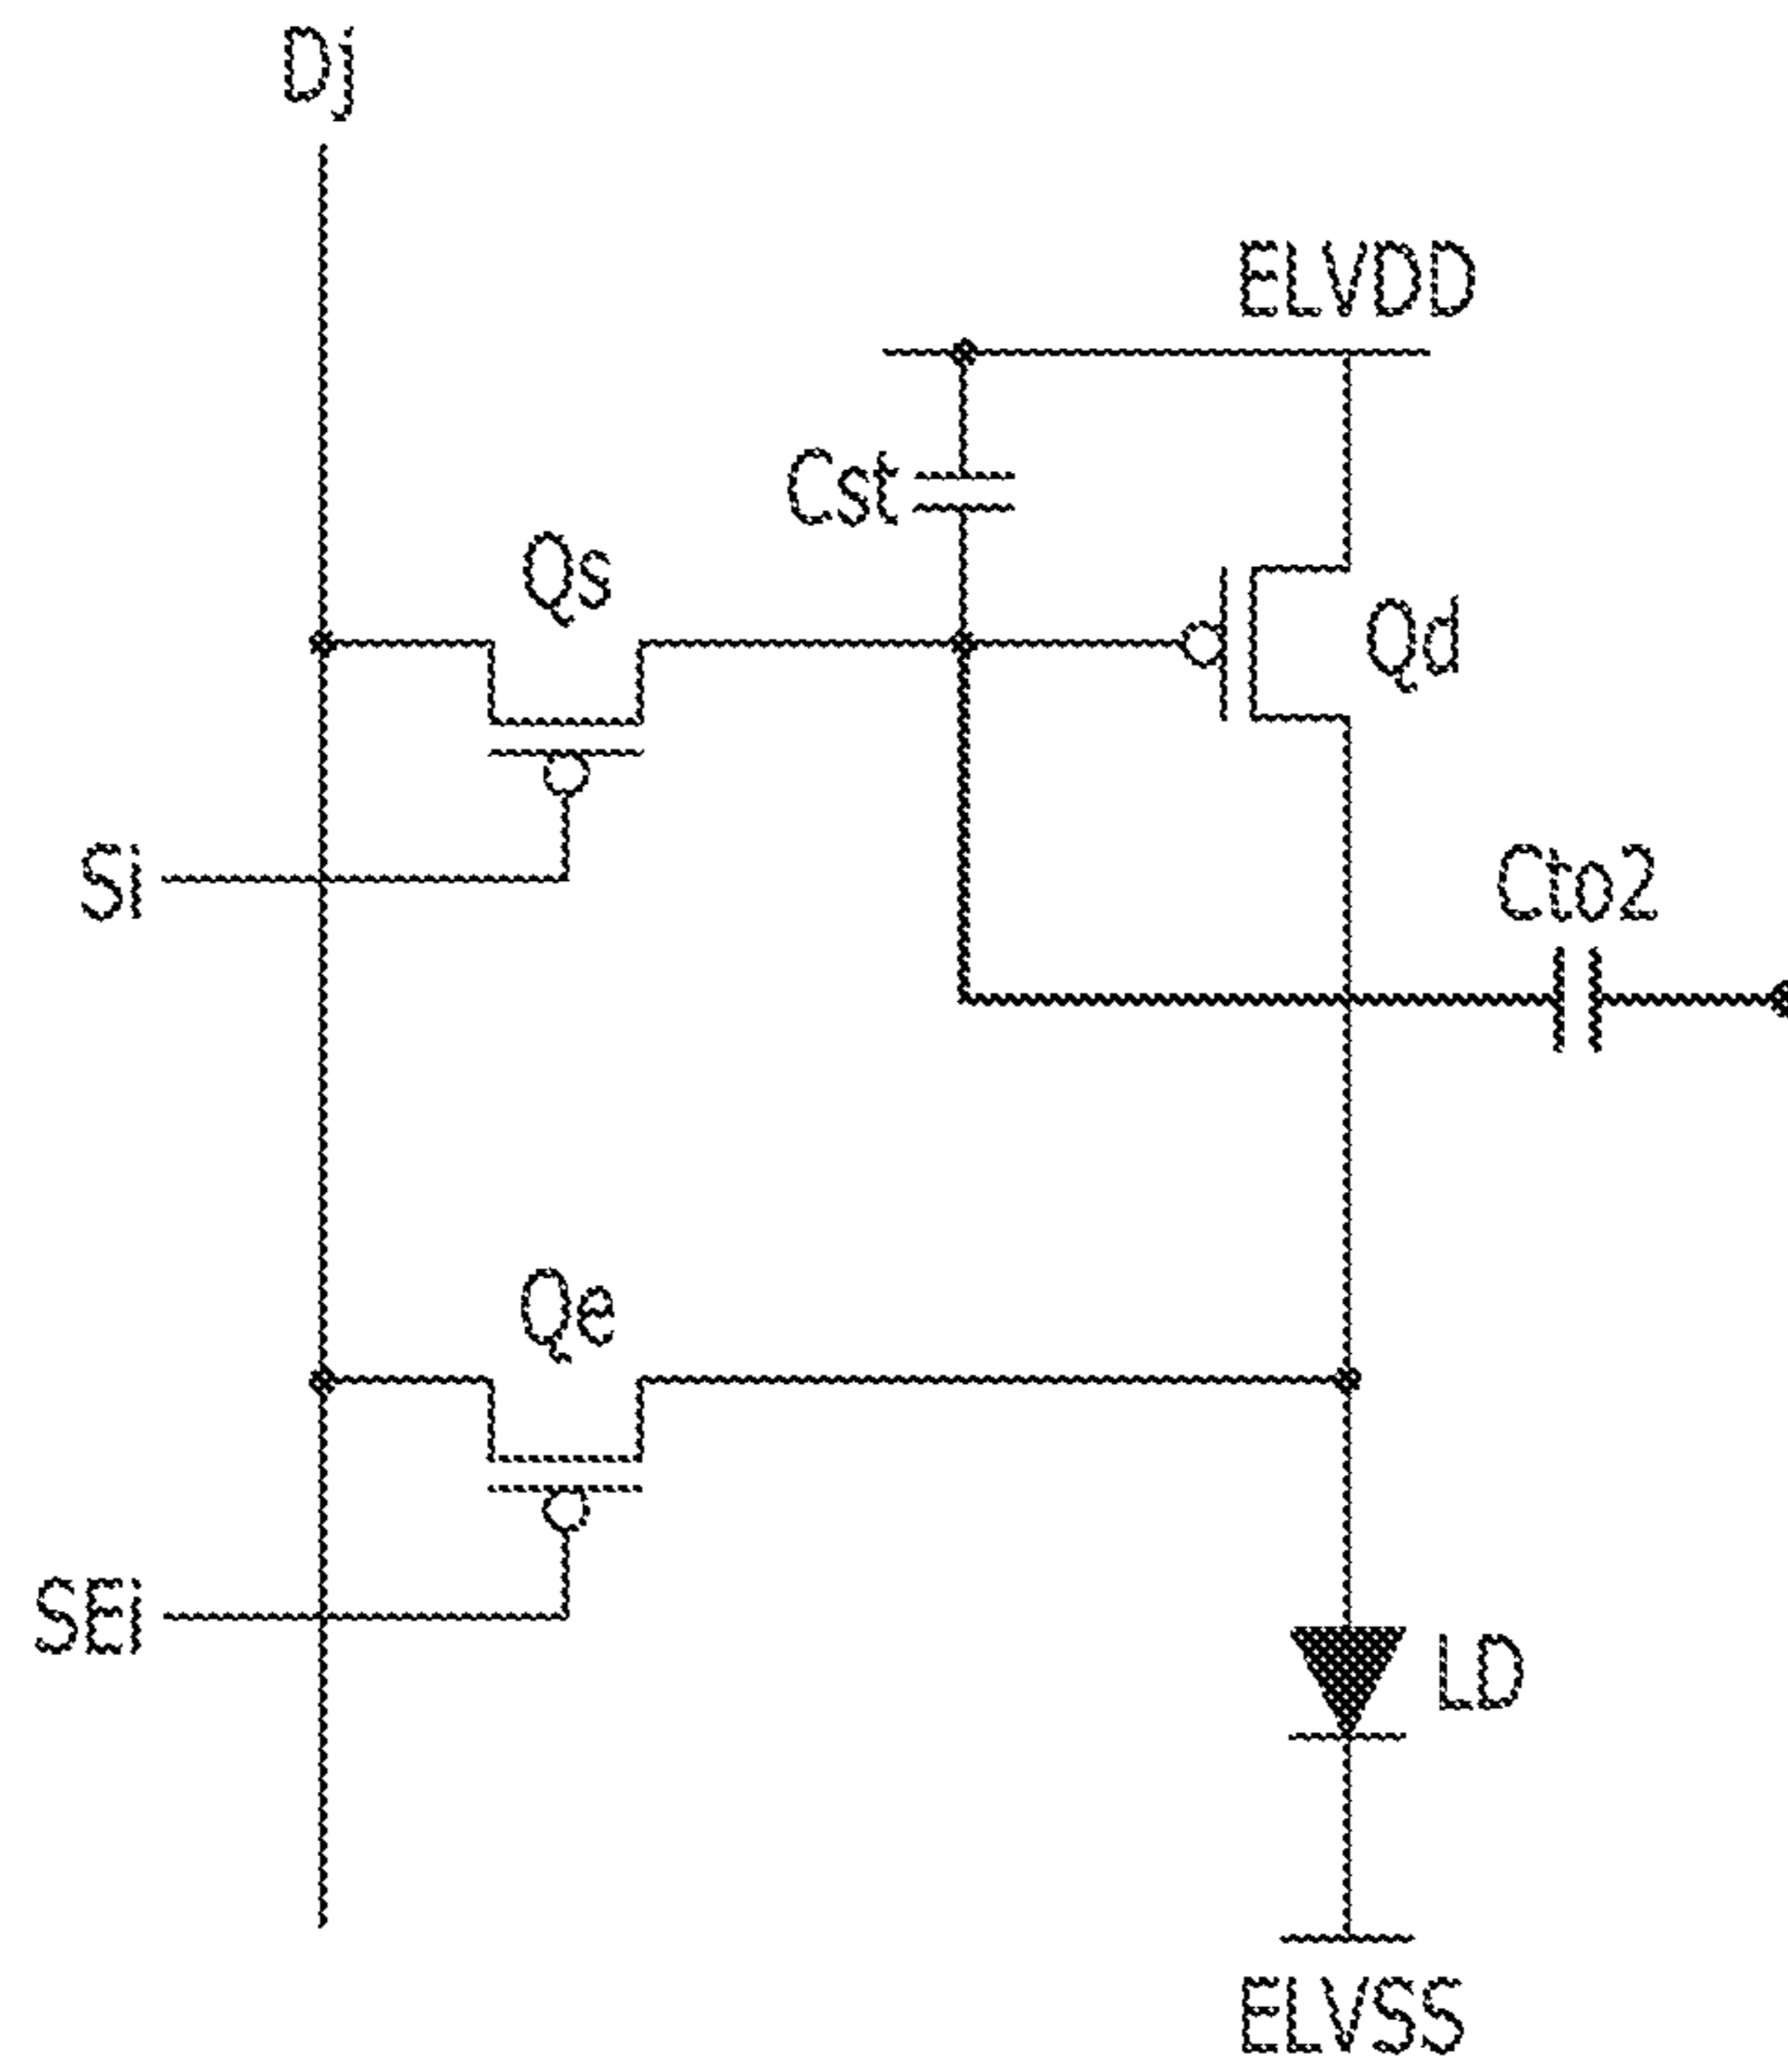 Dj
ELVDD
Cst
Qs
Qd
Si
Cto2
Qe
SEi
LD
ELVSS